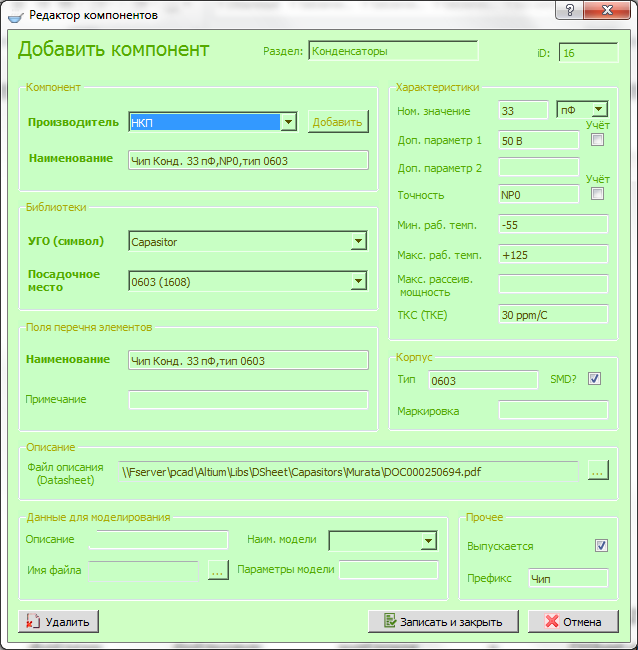 Редактор компонентов
Добавить компонент
Раздел: Конденсаторы
iD: 16
Компонент
Производитель НКП Добавить
Наименование Чип Конд. 33 пФ,NP0,тип 0603
Библиотеки
УГО (символ) Capasitor
Посадочное место 0603 (1608)
Поля перечня элементов
Наименование Чип Конд. 33 пФ,тип 0603
Примечание
Характеристики
Ном. значение 33 пФ
Учёт
Доп. параметр 1 50 В
Доп. параметр 2
Учёт
Точность NP0
Мин. раб. темп. -55
Макс. раб. темп. +125
Макс. рассеив. мощность
ТКС (ТКЕ) 30 ppm/C
Корпус
Тип 0603 SMD?
Маркировка
Описание
Файл описания (Datasheet) \\Fserver\pcad\Altium\Libs\DSheet\Capasitors\Murata\DOC000250694.pdf ...
Данные для моделирования
Описание Наим. модели
Имя файла ... Параметры модели
Прочее
Выпускается
Префикс Чип
Удалить Записать и закрыть Отмена